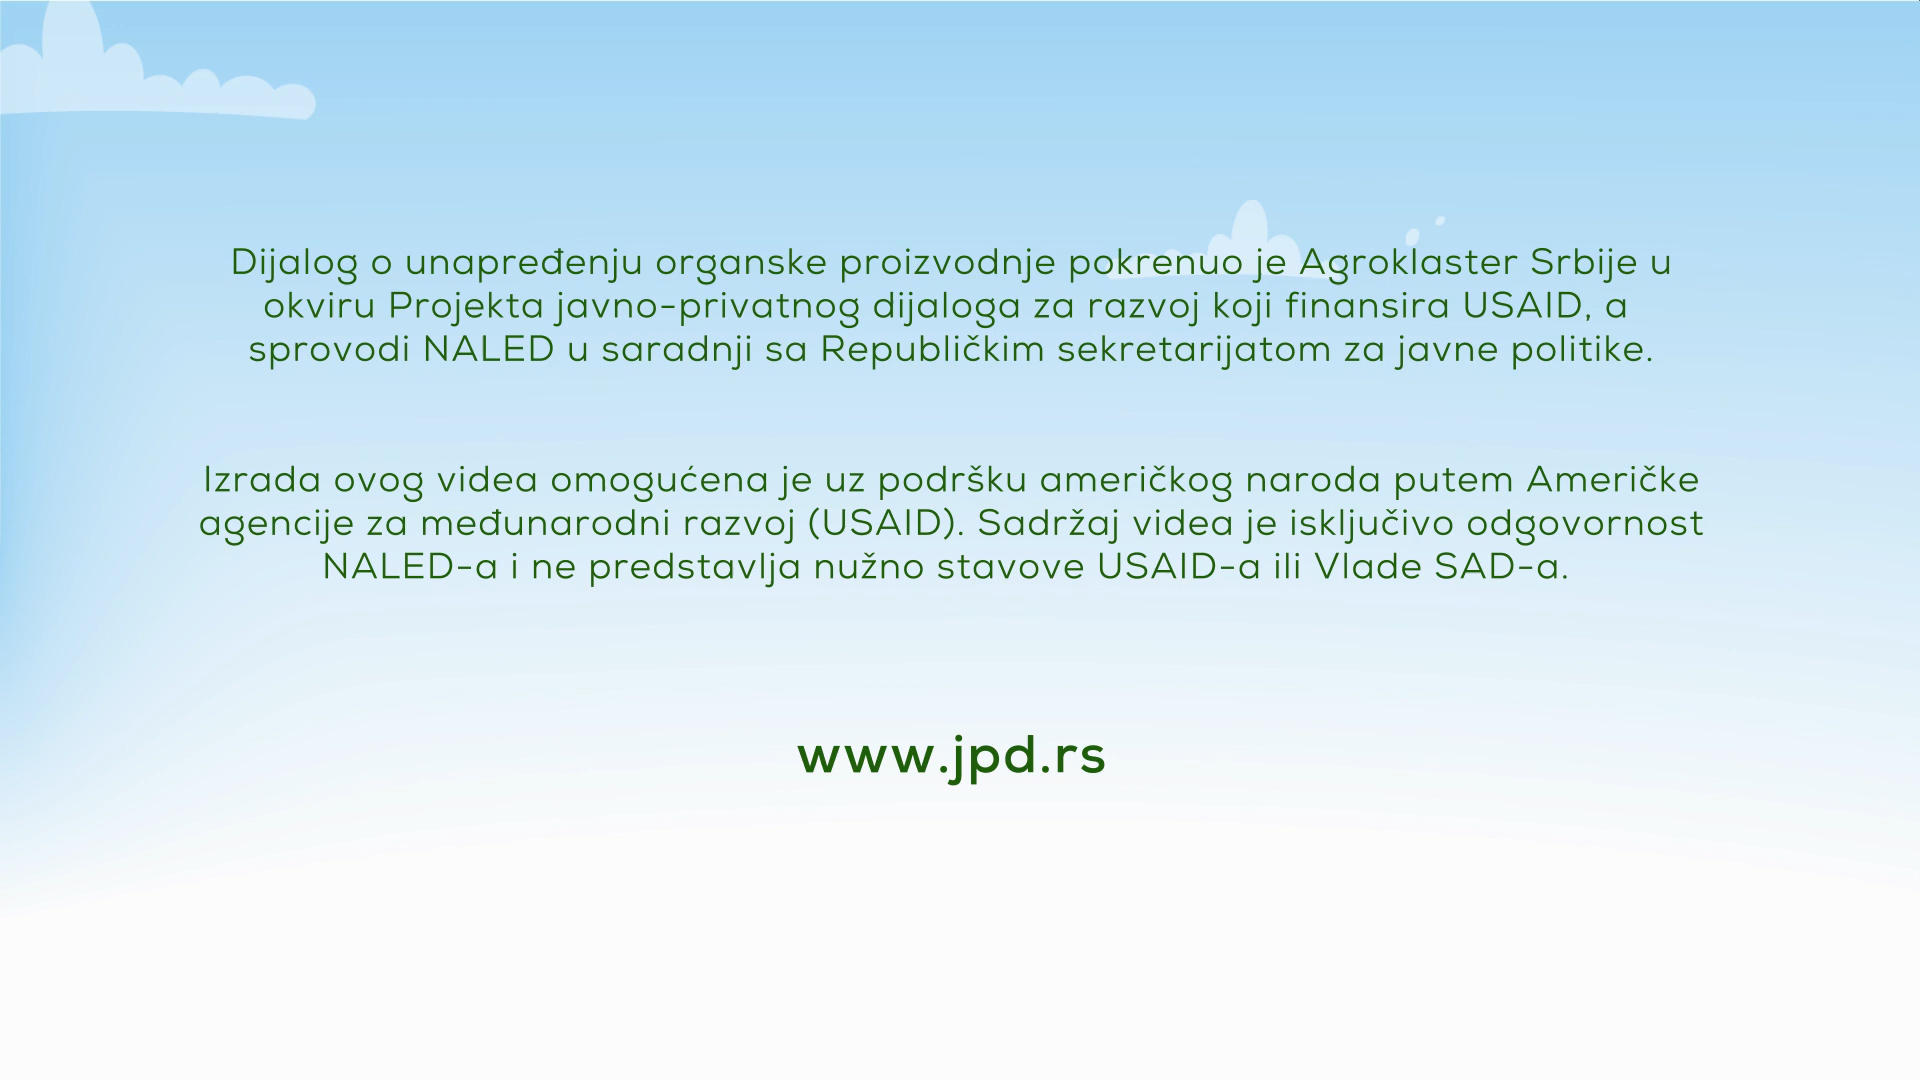 Dijalog o unapređenju organske proizvodnje pokrenuo je Agroklaster Srbije u
okviru Projekta javno-privatnog dijaloga za razvoj koji finansira USAID, a
sprovodi NALED u saradnji sa Republičkim sekretarijatom za javne politike.
Izrada ovog videa omogućena je uz podršku američkog naroda putem Američke
agencije za međunarodni razvoj (USAID). Sadržaj videa je isključivo odgovornost
NALED-a i ne predstavlja nužno stavove USAID-a ili Vlade SAD-a.
www.jpd.rs